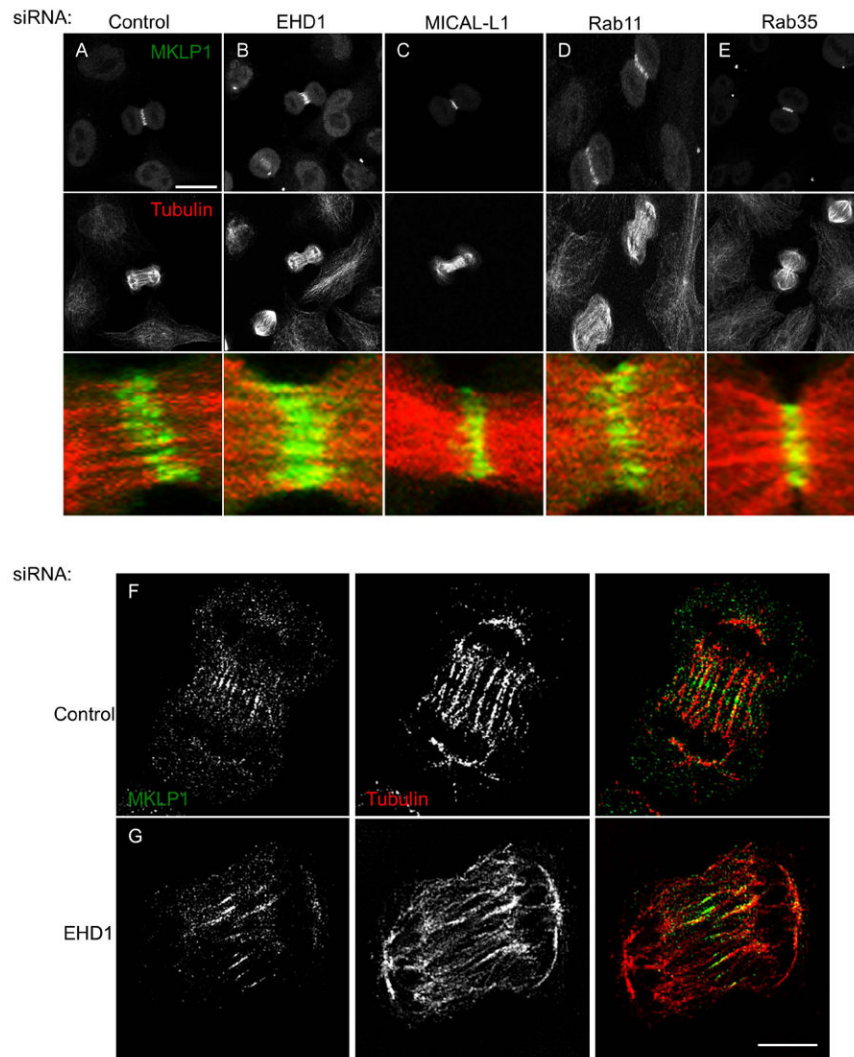 siRNA:
Control EHD1 MICAL-L1 Rab11 Rab35
A MKLP1 B C D E
Tubulin
siRNA:
F
Control
MKLP1 Tubulin
G
EHD1